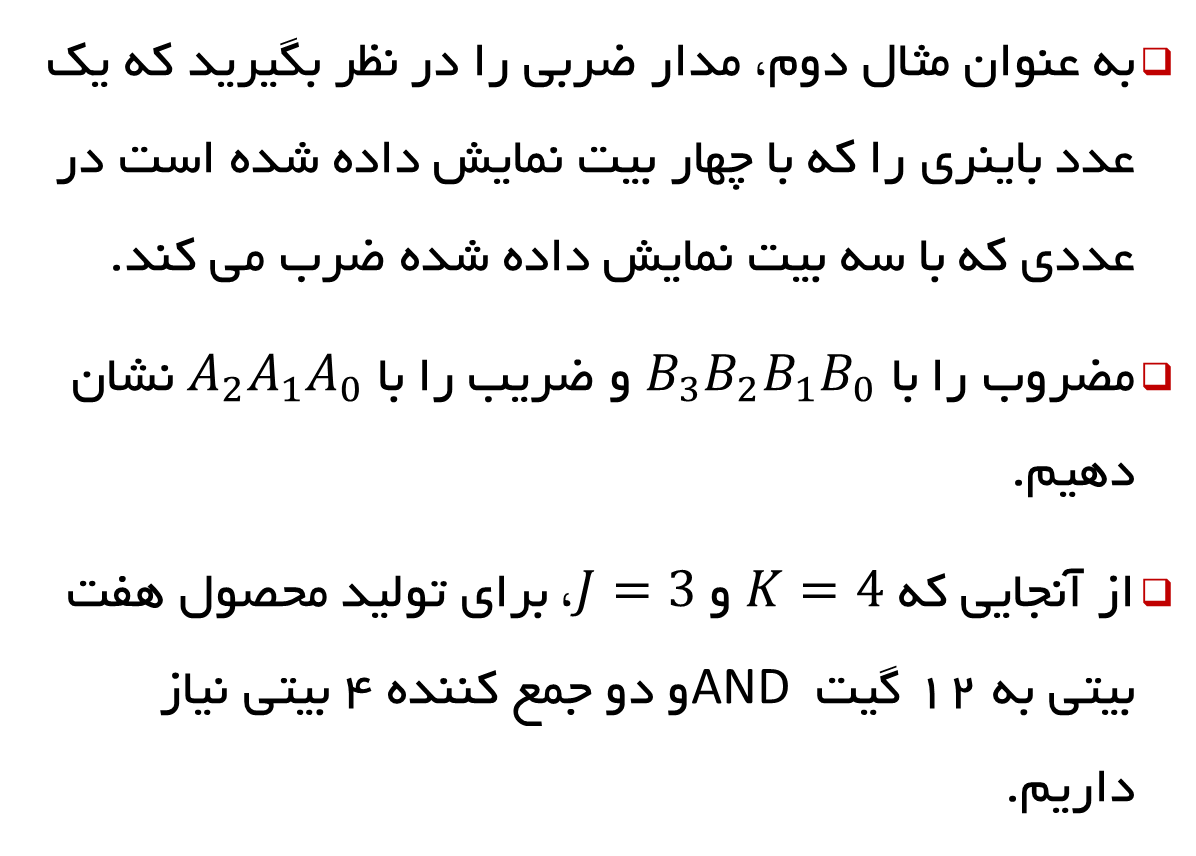 ❑به عنوان مثال دوم، مدار ضربی را در نظر بگیرید که یک
عدد باینری را که با چهار بیت نمایش داده شده است در
عددی که با سه بیت نمایش داده شده ضرب می کند.
❑مضروب را با B₃B₂B₁B₀ و ضریب را با A₂A₁A₀ نشان
دهیم.
❑از آنجایی که K = 4 و J = 3، برای تولید محصول هفت
بیتی به ۱۲ گیت AND و دو جمع کننده ۴ بیتی نیاز
داریم.